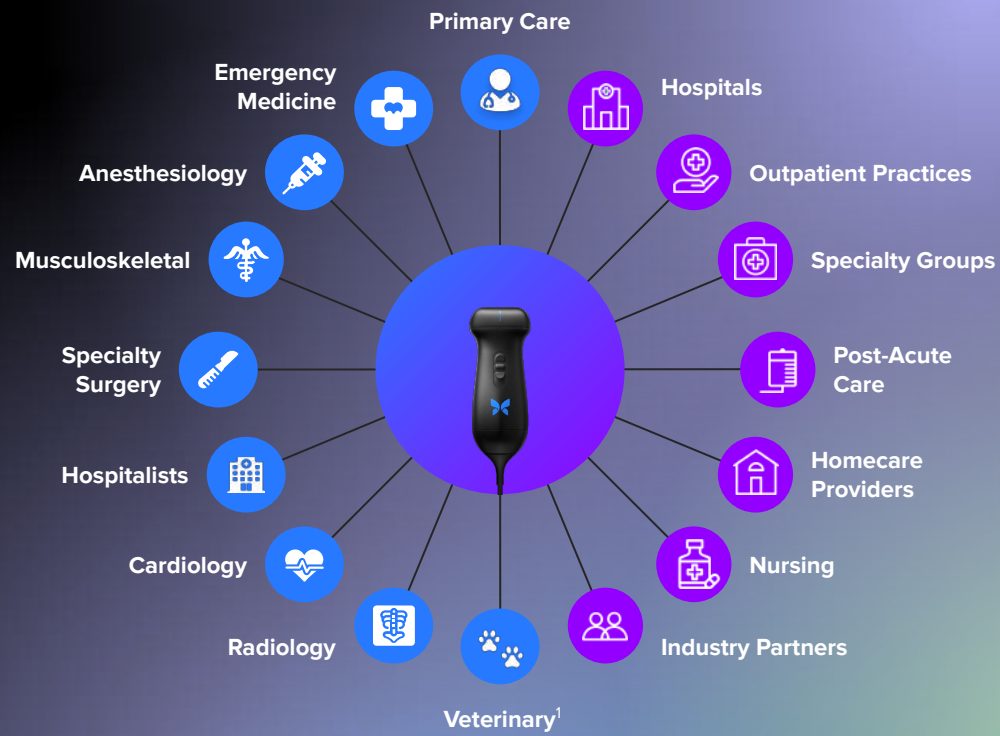 Primary Care
Emergency
Medicine
Hospitals
Anesthesiology
Outpatient Practices
Musculoskeletal
Specialty Groups
Specialty
Surgery
Post-Acute
Care
Hospitalists
Homecare
Providers
Cardiology
Nursing
Radiology
Industry Partners
Veterinary¹